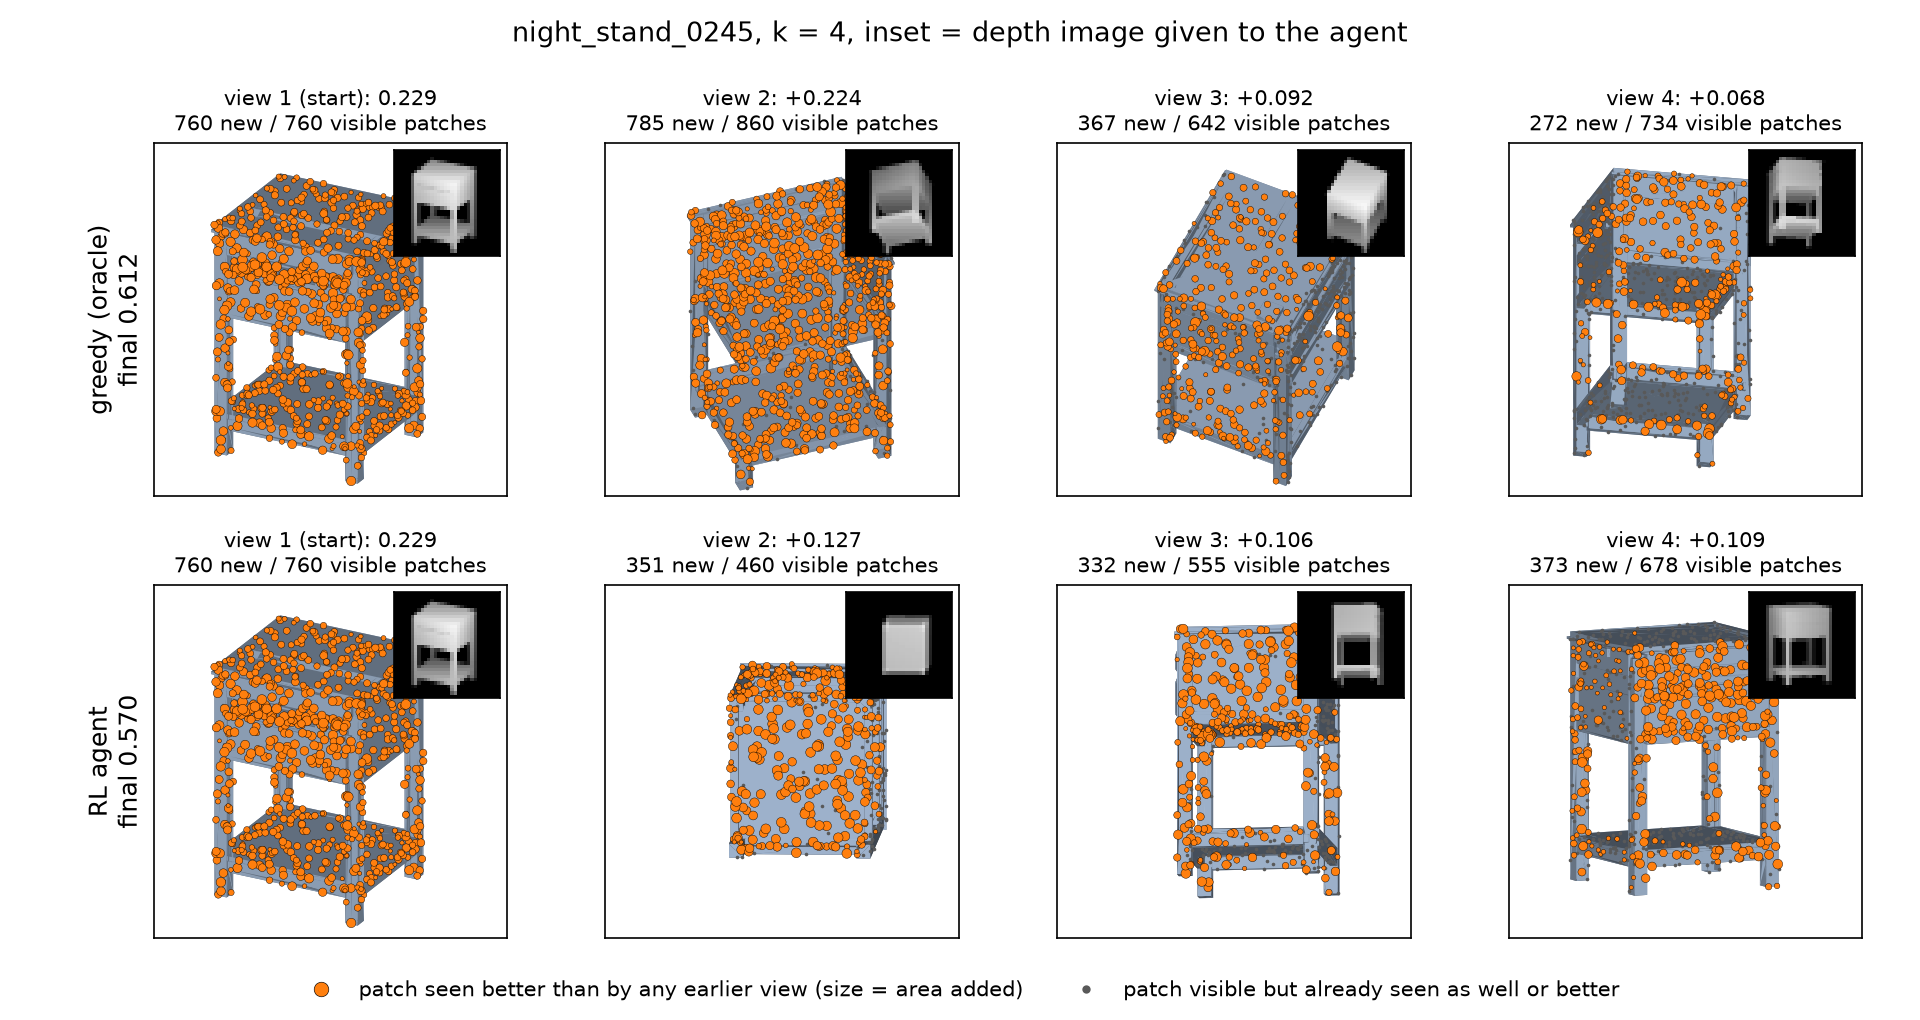 night_stand_0245, k = 4, inset = depth image given to the agent
greedy (oracle)
final 0.612
view 1 (start): 0.229
760 new / 760 visible patches
view 2: +0.224
785 new / 860 visible patches
view 3: +0.092
367 new / 642 visible patches
view 4: +0.068
272 new / 734 visible patches
RL agent
final 0.570
view 1 (start): 0.229
760 new / 760 visible patches
view 2: +0.127
351 new / 460 visible patches
view 3: +0.106
332 new / 555 visible patches
view 4: +0.109
373 new / 678 visible patches
patch seen better than by any earlier view (size = area added)
patch visible but already seen as well or better